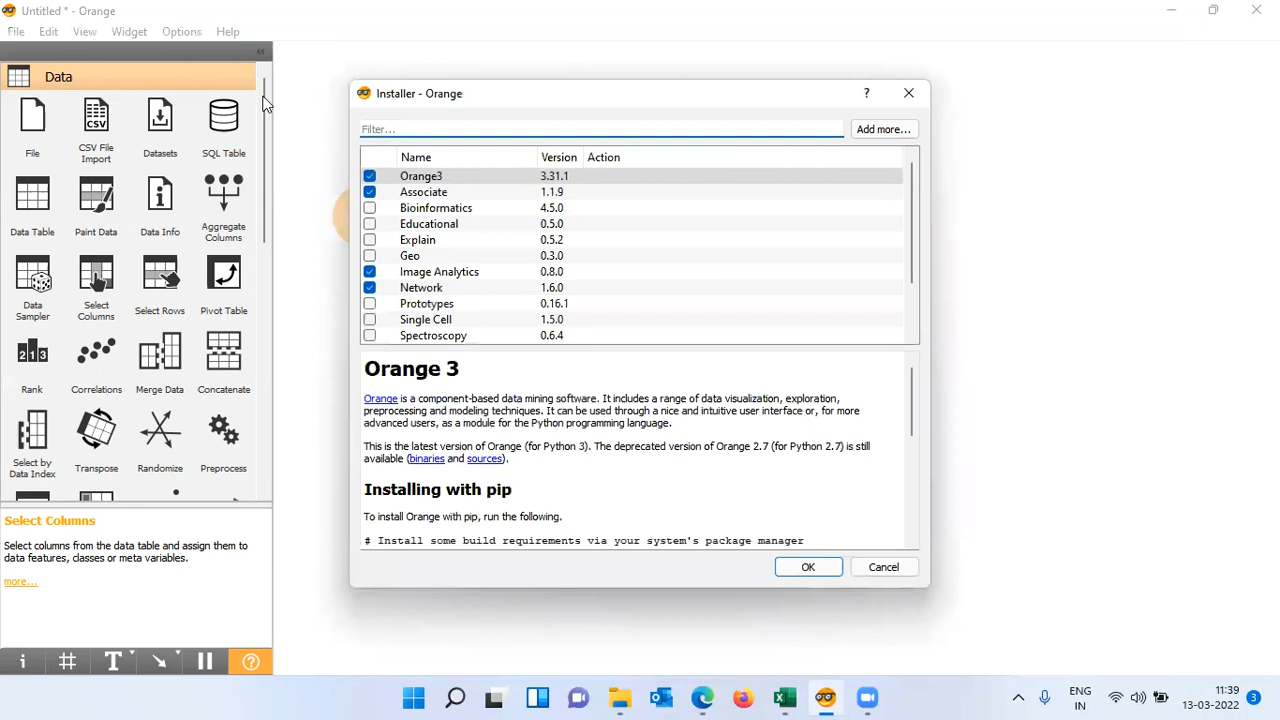 Untitled * - Orange
File Edit View Widget Options Help
«
Data
File
CSV File Import
Datasets
SQL Table
Data Table
Paint Data
Data Info
Aggregate Columns
Data Sampler
Select Columns
Select Rows
Pivot Table
Rank
Correlations
Merge Data
Concatenate
Select by Data Index
Transpose
Randomize
Preprocess
Select Columns
Select columns from the data table and assign them to
data features, classes or meta variables.
more...
Installer - Orange
Filter...
Add more...
Name Version Action
Orange3 3.31.1
Associate 1.1.9
Bioinformatics 4.5.0
Educational 0.5.0
Explain 0.5.2
Geo 0.3.0
Image Analytics 0.8.0
Network 1.6.0
Prototypes 0.16.1
Single Cell 1.5.0
Spectroscopy 0.6.4
Orange 3
Orange is a component-based data mining software. It includes a range of data visualization, exploration,
preprocessing and modeling techniques. It can be used through a nice and intuitive user interface or, for more
advanced users, as a module for the Python programming language.
This is the latest version of Orange (for Python 3). The deprecated version of Orange 2.7 (for Python 2.7) is still
available (binaries and sources).
Installing with pip
To install Orange with pip, run the following.
# Install some build requirements via your system's package manager
OK
Cancel
ENG
IN
11:39
13-03-2022
3